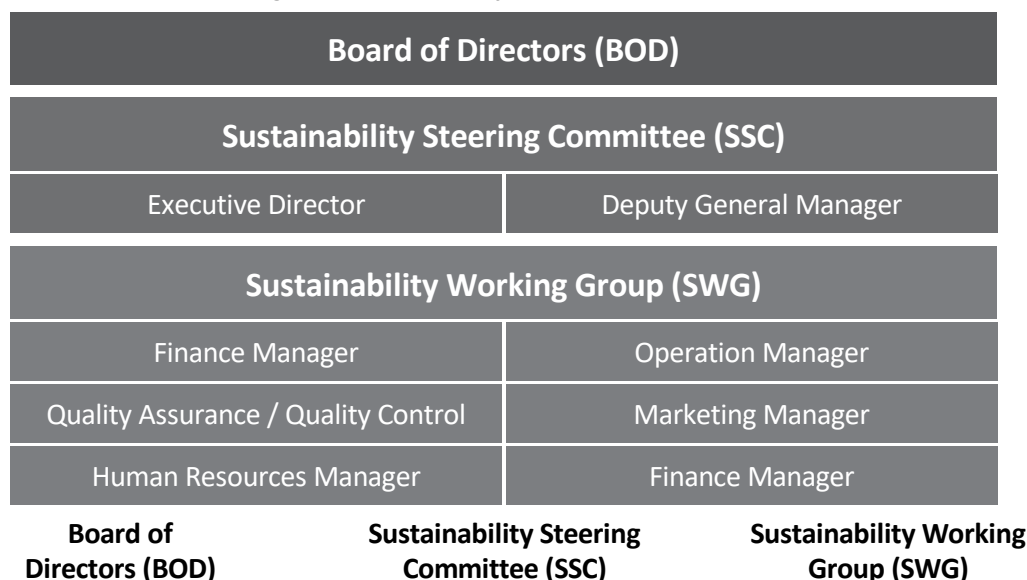 Board of Directors (BOD)
Sustainability Steering Committee (SSC)
Executive Director
Deputy General Manager
Sustainability Working Group (SWG)
Finance Manager
Operation Manager
Quality Assurance / Quality Control
Marketing Manager
Human Resources Manager
Finance Manager
Board of
Directors (BOD)
Sustainability Steering
Committee (SSC)
Sustainability Working
Group (SWG)